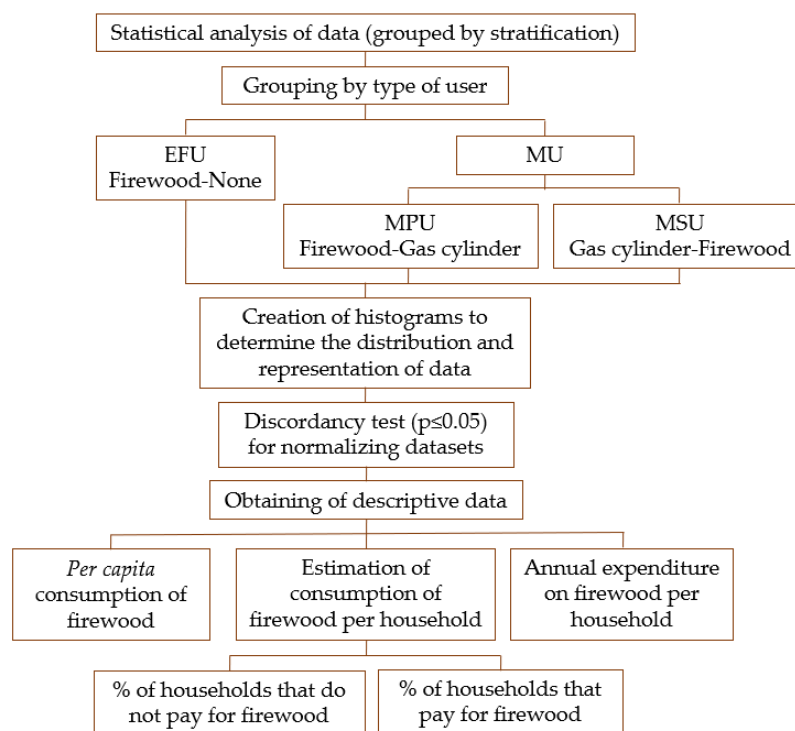 Statistical analysis of data (grouped by stratification)
Grouping by type of user
EFU
Firewood-None
MU
MPU
Firewood-Gas cylinder
MSU
Gas cylinder-Firewood
Creation of histograms to
determine the distribution and
representation of data
Discordancy test (p≤0.05)
for normalizing datasets
Obtaining of descriptive data
Per capita
consumption of
firewood
Estimation of
consumption of
firewood per household
Annual expenditure
on firewood per
household
% of households that do
not pay for firewood
% of households that
pay for firewood